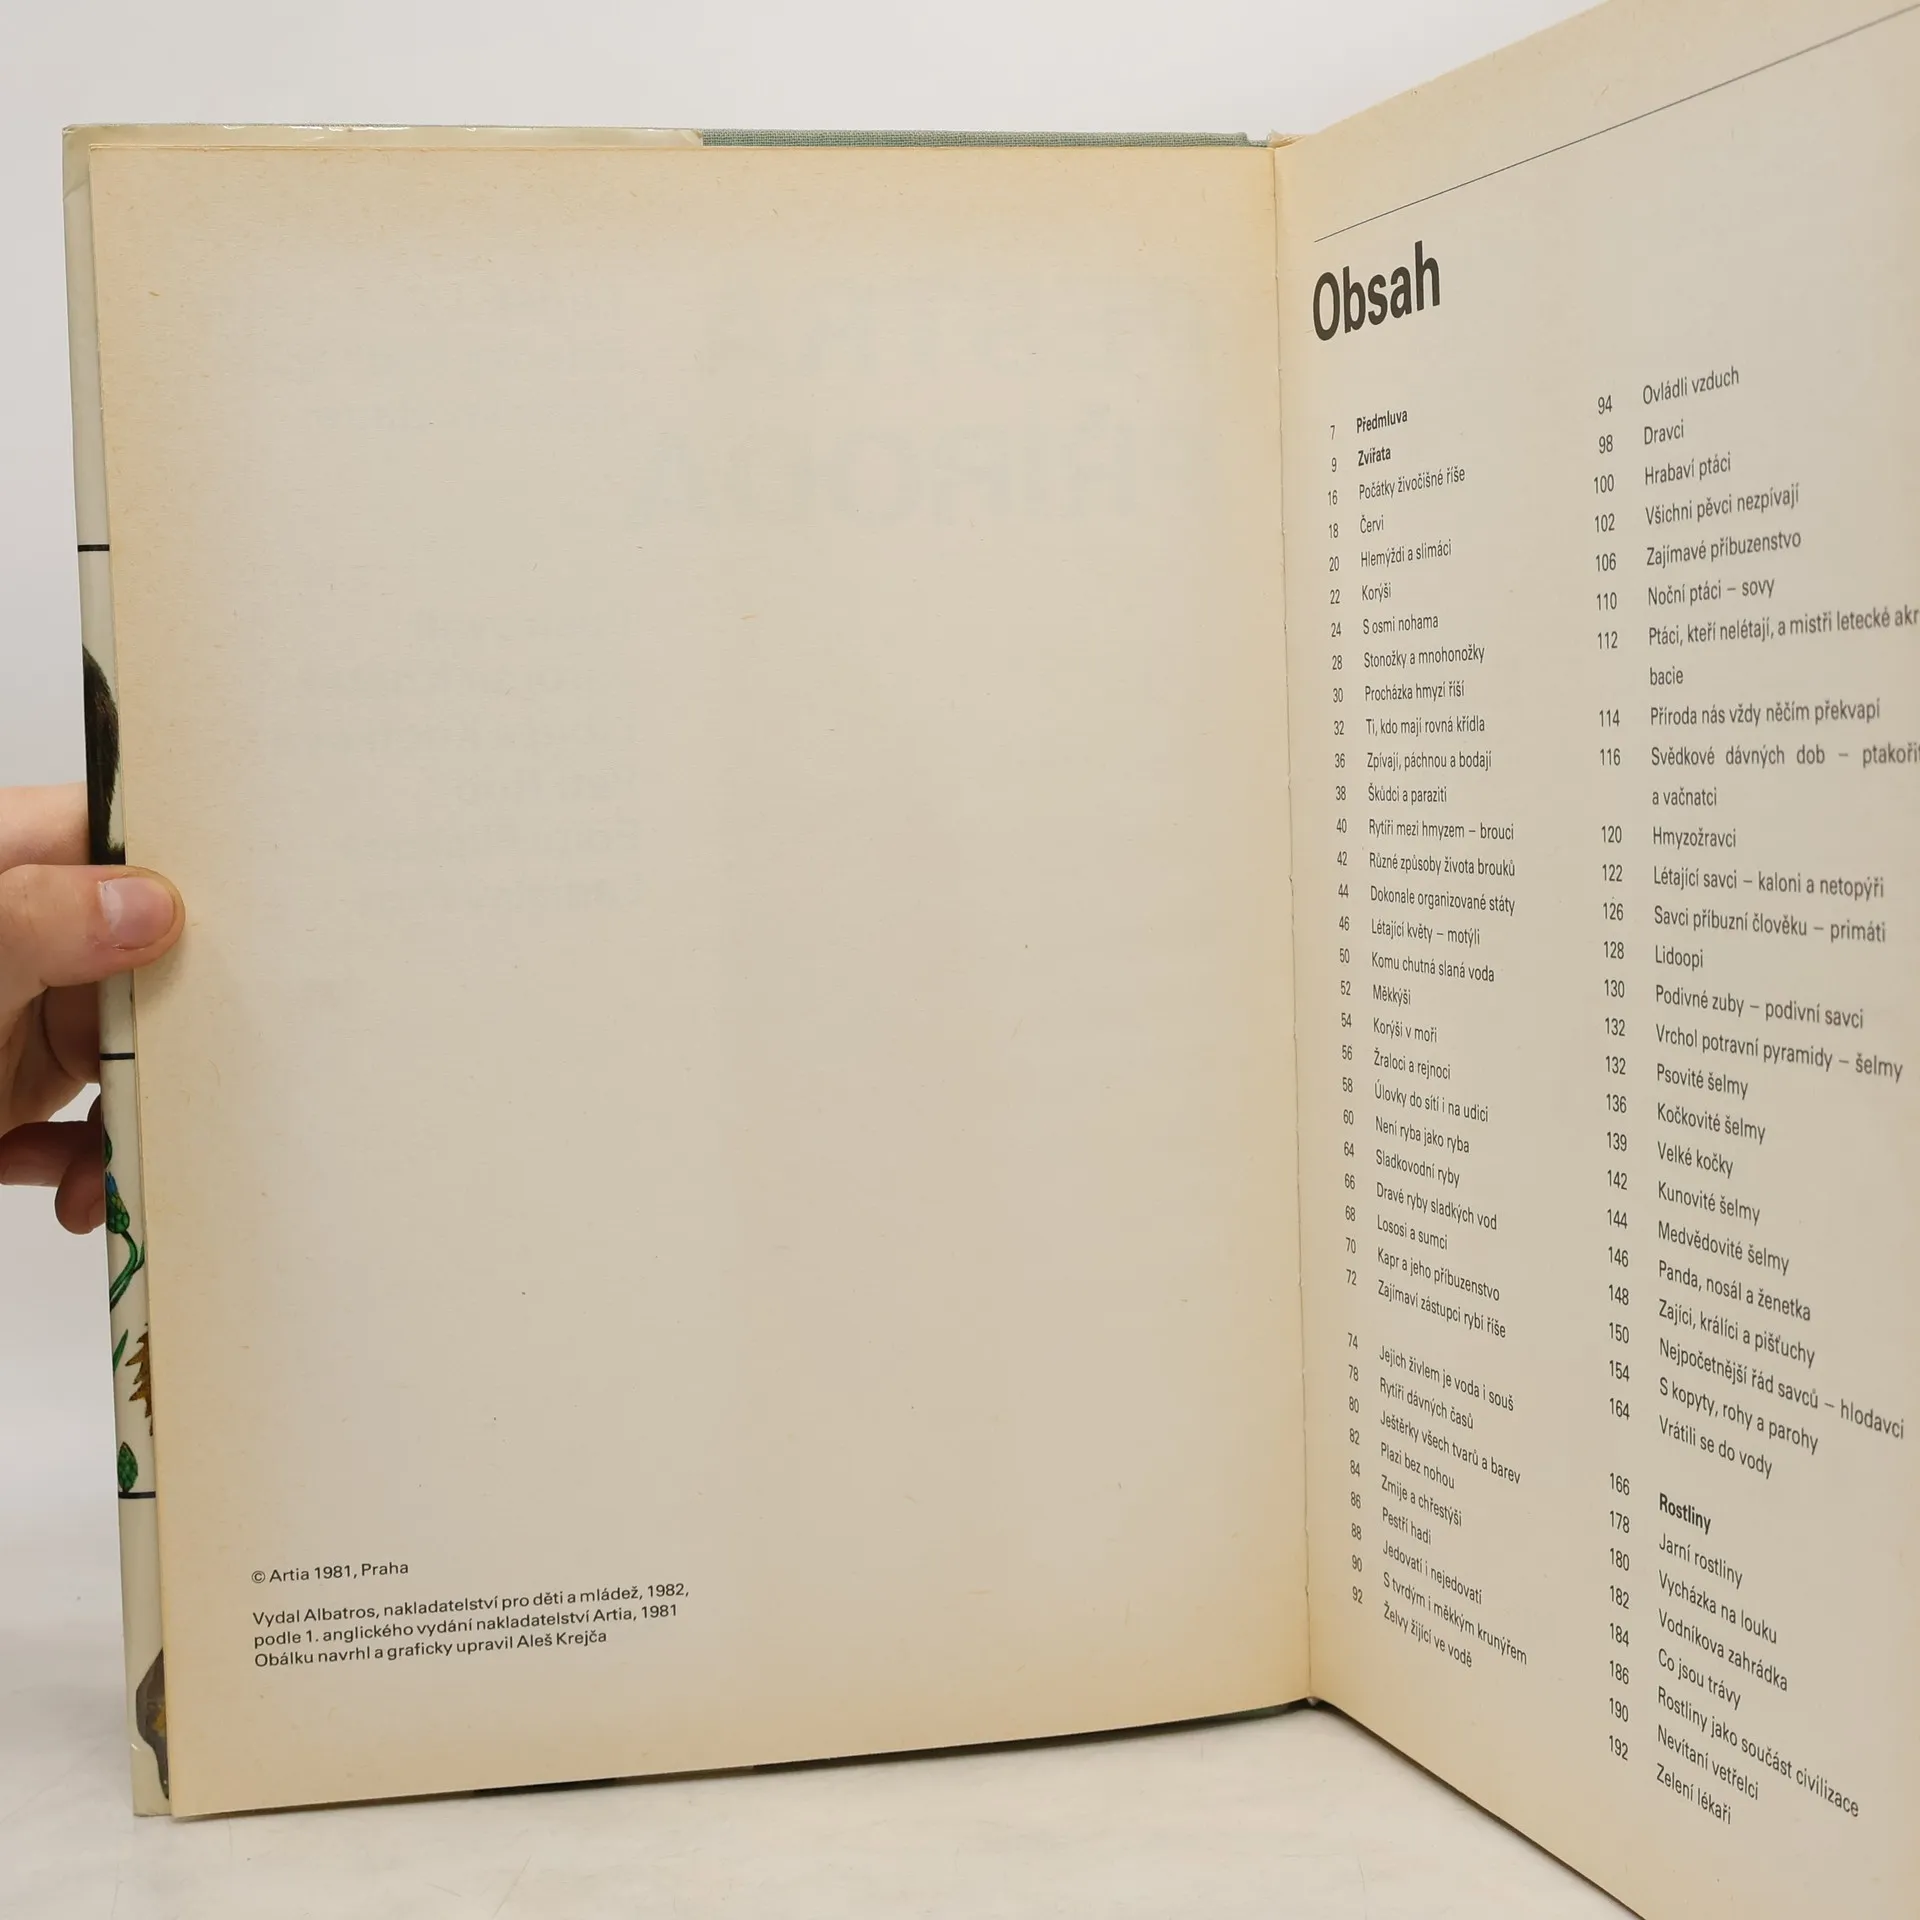 © Artia 1981, Praha
Vydal Albatros, nakladatelství pro děti a mládež, 1982,
podle 1. anglického vydání nakladatelství Artia, 1981
Obálku navrhl a graficky upravil Aleš Krejča
Obsah
7 Předmluva
9 Zvířata
16 Počátky živočišné říše
18 Červi
20 Hlemýždi a slimáci
22 Korýši
24 S osmi nohama
28 Stonožky a mnohonožky
30 Procházka hmyzí říší
32 Ti, kdo mají rovná křídla
36 Zpívají, páchnou a bodají
38 Škůdci a paraziti
40 Rytíři mezi hmyzem – brouci
42 Různé způsoby života brouků
44 Dokonale organizované státy
46 Létající květy – motýli
50 Komu chutná slaná voda
52 Měkkýši
54 Korýši v moři
56 Žraloci a rejnoci
58 Úlovky do sítí i na udici
60 Není ryba jako ryba
64 Sladkovodní ryby
66 Dravé ryby sladkých vod
68 Lososi a sumci
70 Kapr a jeho příbuzenstvo
72 Zajímaví zástupci rybí říše
74 Jejich živlem je voda i souš
78 Rytíři dávných časů
80 Ještěrky všech tvarů a barev
82 Plazi bez nohou
84 Zmije a chřestýši
86 Pestří hadi
88 Jedovatí i nejedovatí
90 S tvrdým i měkkým krunýřem
92 Želvy žijící ve vodě
94 Ovládli vzduch
98 Dravci
100 Hrabaví ptáci
102 Všichni pěvci nezpívají
106 Zajímavé příbuzenstvo
110 Noční ptáci – sovy
112 Ptáci, kteří nelétají, a mistři letecké akr
bacie
114 Příroda nás vždy něčím překvapí
116 Svědkové dávných dob – ptakořit
a vačnatci
120 Hmyzožravci
122 Létající savci – kaloni a netopýři
126 Savci příbuzní člověku – primáti
128 Lidoopi
130 Podivné zuby – podivní savci
132 Vrchol potravní pyramidy – šelmy
132 Psovité šelmy
136 Kočkovité šelmy
139 Velké kočky
142 Kunovité šelmy
144 Medvědovité šelmy
146 Panda, nosál a ženetka
148 Zajíci, králíci a pišťuchy
150 Nejpočetnější řád savců – hlodavci
154 S kopyty, rohy a parohy
164 Vrátili se do vody
166 Rostliny
178 Jarní rostliny
180 Vycházka na louku
182 Vodníkova zahrádka
184 Co jsou trávy
186 Rostliny jako součást civilizace
190 Nevítaní vetřelci
192 Zelení lékaři